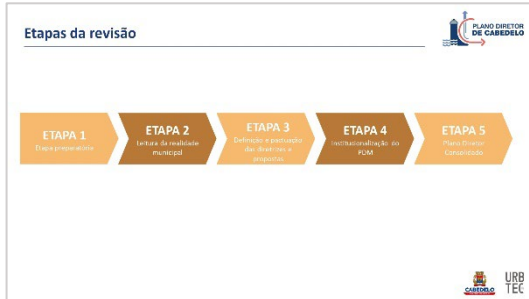 Etapas da revisão
PLANO DIRETOR
DE CABEDELO
ETAPA 1
Etapa preparatória
ETAPA 2
Leitura da realidade
municipal
ETAPA 3
Definição e pactuação
das diretrizes e
propostas
ETAPA 4
Institucionalização do
PDM
ETAPA 5
Plano Diretor
Consolidado
CABEDELO
URB
TEC